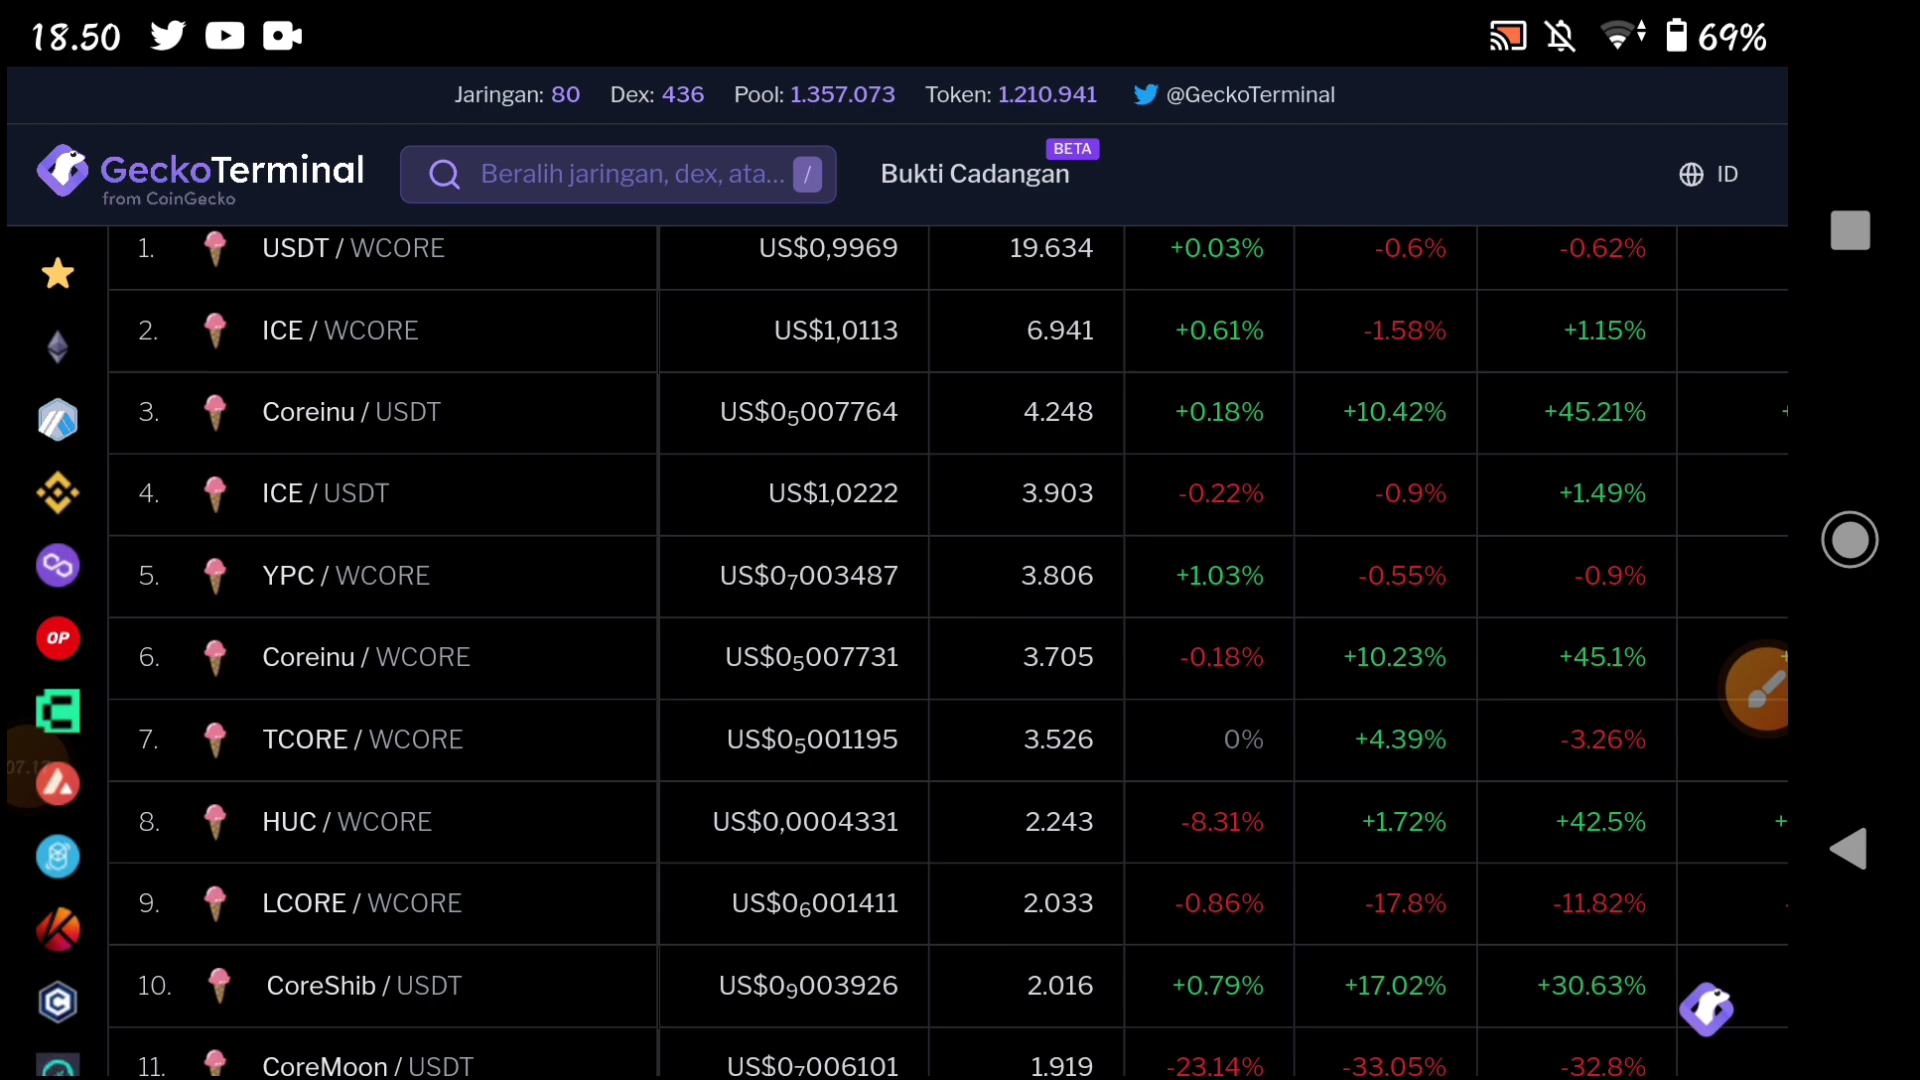 18.50 69%
Jaringan: 80 Dex: 436 Pool: 1.357.073 Token: 1.210.941 @GeckoTerminal
GeckoTerminal
from CoinGecko
Beralih jaringan, dex, ata... /
Bukti Cadangan
BETA
ID
1. USDT / WCORE US$0,9969 19.634 +0.03% -0.6% -0.62%
2. ICE / WCORE US$1,0113 6.941 +0.61% -1.58% +1.15%
3. Coreinu / USDT US$0₅007764 4.248 +0.18% +10.42% +45.21% +
4. ICE / USDT US$1,0222 3.903 -0.22% -0.9% +1.49%
5. YPC / WCORE US$0₇003487 3.806 +1.03% -0.55% -0.9%
OP
6. Coreinu / WCORE US$0₅007731 3.705 -0.18% +10.23% +45.1% +
7. TCORE / WCORE US$0₅001195 3.526 0% +4.39% -3.26%
8. HUC / WCORE US$0,0004331 2.243 -8.31% +1.72% +42.5% +
9. LCORE / WCORE US$0₆001411 2.033 -0.86% -17.8% -11.82% -
10. CoreShib / USDT US$0₉003926 2.016 +0.79% +17.02% +30.63%
11. CoreMoon / USDT US$0₇006101 1.919 -23.14% -33.05% -32.8%